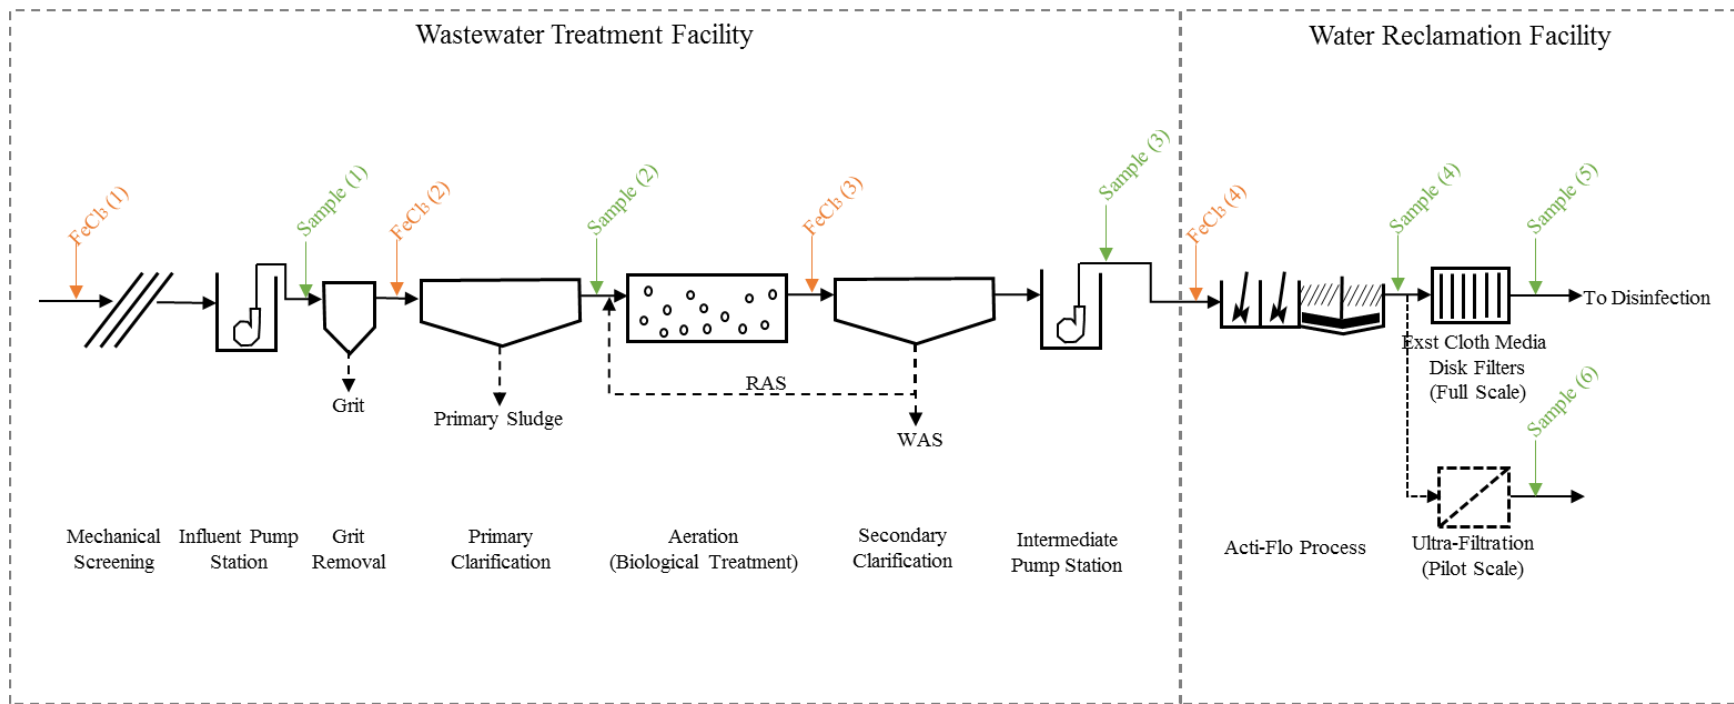 Wastewater Treatment Facility
Water Reclamation Facility
FeCl₃ (1)
Sample (1)
FeCl₃ (2)
Sample (2)
FeCl₃ (3)
Sample (3)
FeCl₃ (4)
Sample (4)
Sample (5)
To Disinfection
Exst Cloth Media
Disk Filters
(Full Scale)
Grit
Primary Sludge
RAS
WAS
Sample (6)
Mechanical
Screening
Influent Pump
Station
Grit
Removal
Primary
Clarification
Aeration
(Biological Treatment)
Secondary
Clarification
Intermediate
Pump Station
Acti-Flo Process
Ultra-Filtration
(Pilot Scale)